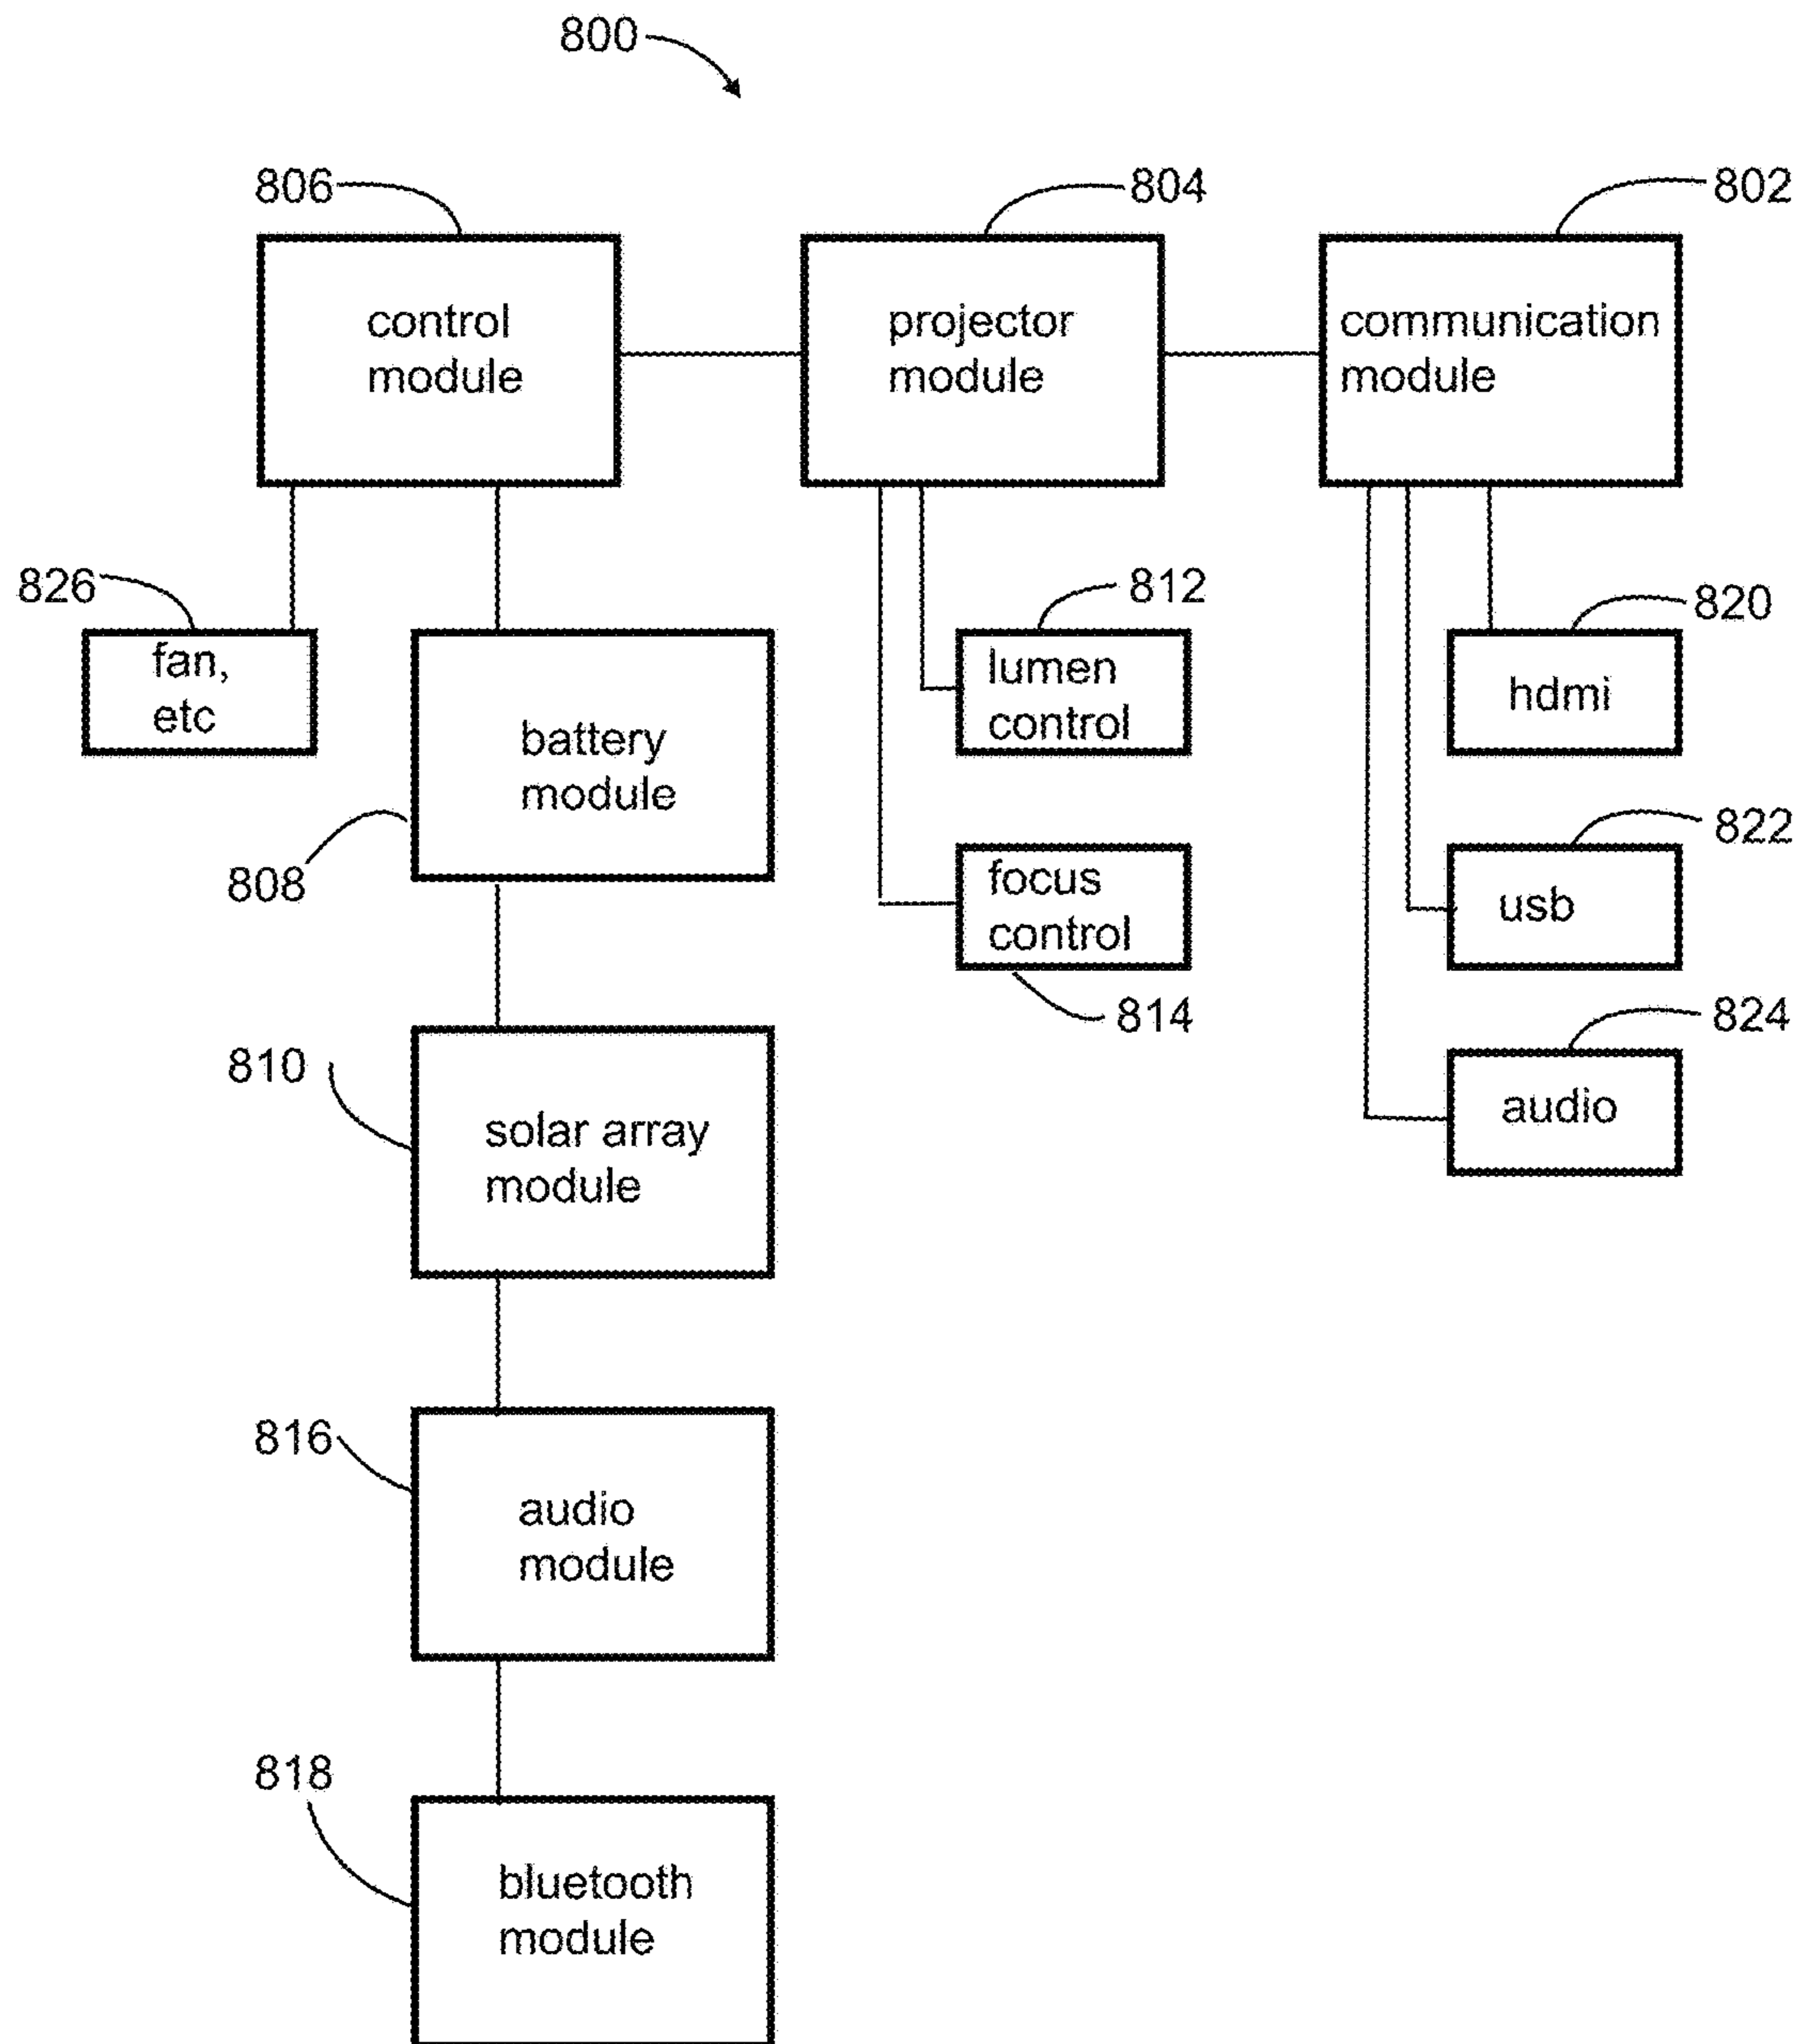 800
806
804
802
control
module
projector
module
communication
module
826
812
820
fan,
etc
lumen
control
hdmi
battery
module
808
822
focus
control
usb
814
824
810
solar array
module
audio
816
audio
module
818
bluetooth
module